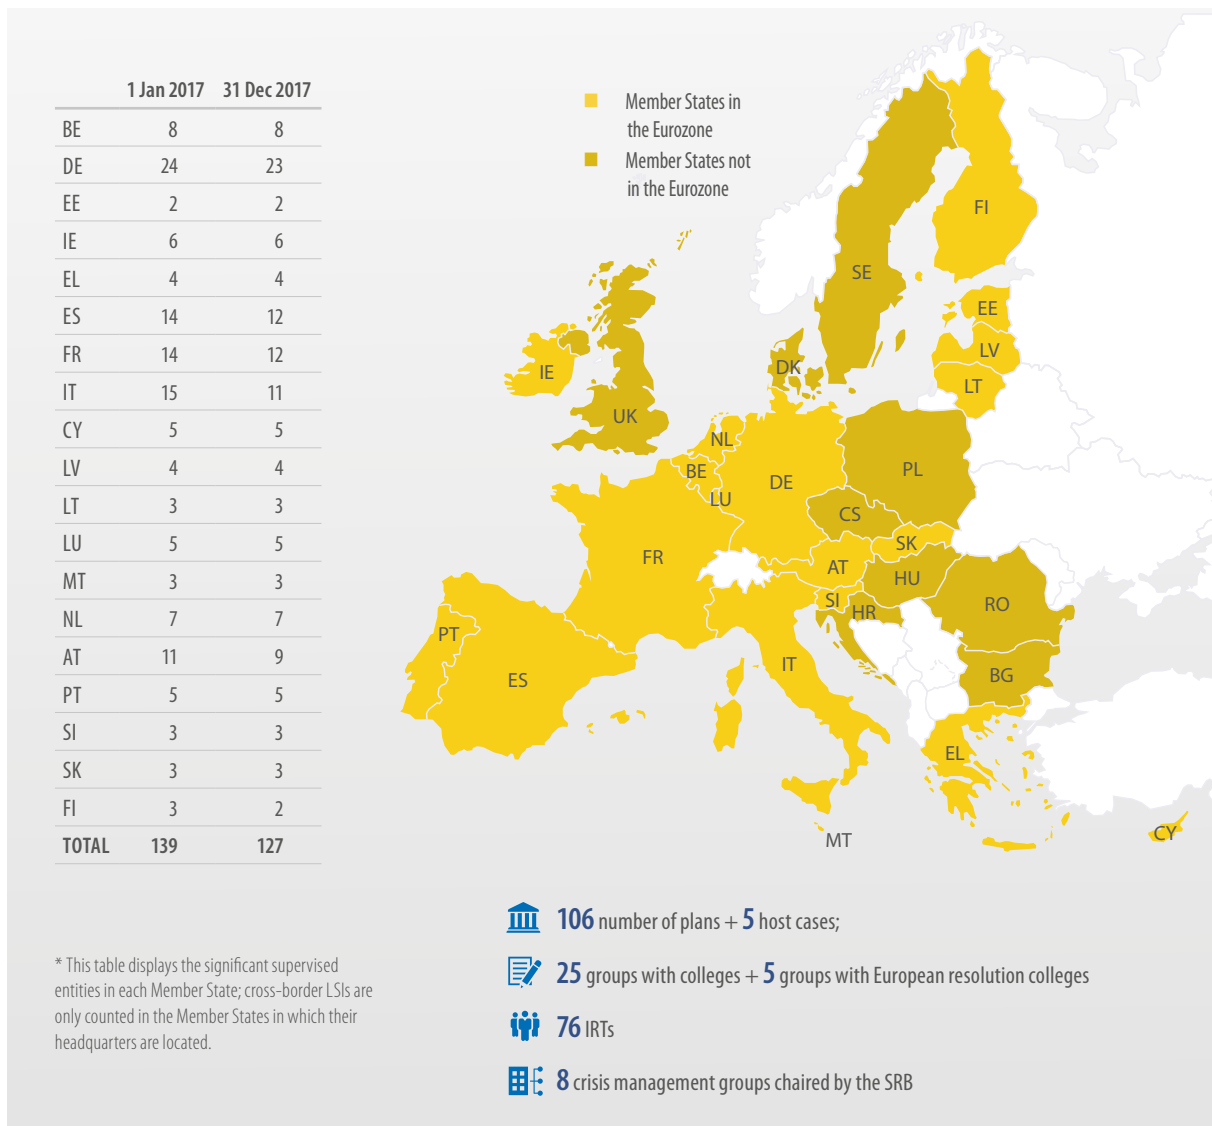 1 Jan 2017 31 Dec 2017
BE 8 8
DE 24 23
EE 2 2
IE 6 6
EL 4 4
ES 14 12
FR 14 12
IT 15 11
CY 5 5
LV 4 4
LT 3 3
LU 5 5
MT 3 3
NL 7 7
AT 11 9
PT 5 5
SI 3 3
SK 3 3
FI 3 2
TOTAL 139 127
* This table displays the significant supervised
entities in each Member State; cross-border LSIs are
only counted in the Member States in which their
headquarters are located.
Member States in
the Eurozone
Member States not
in the Eurozone
FI
SE
EE
LV
LT
DK
IE
UK
NL
BE
LU
DE
PL
CS
SK
FR
AT
HU
SI
HR
RO
PT
ES
IT
BG
EL
MT
CY
106 number of plans + 5 host cases;
25 groups with colleges + 5 groups with European resolution colleges
76 IRTs
8 crisis management groups chaired by the SRB